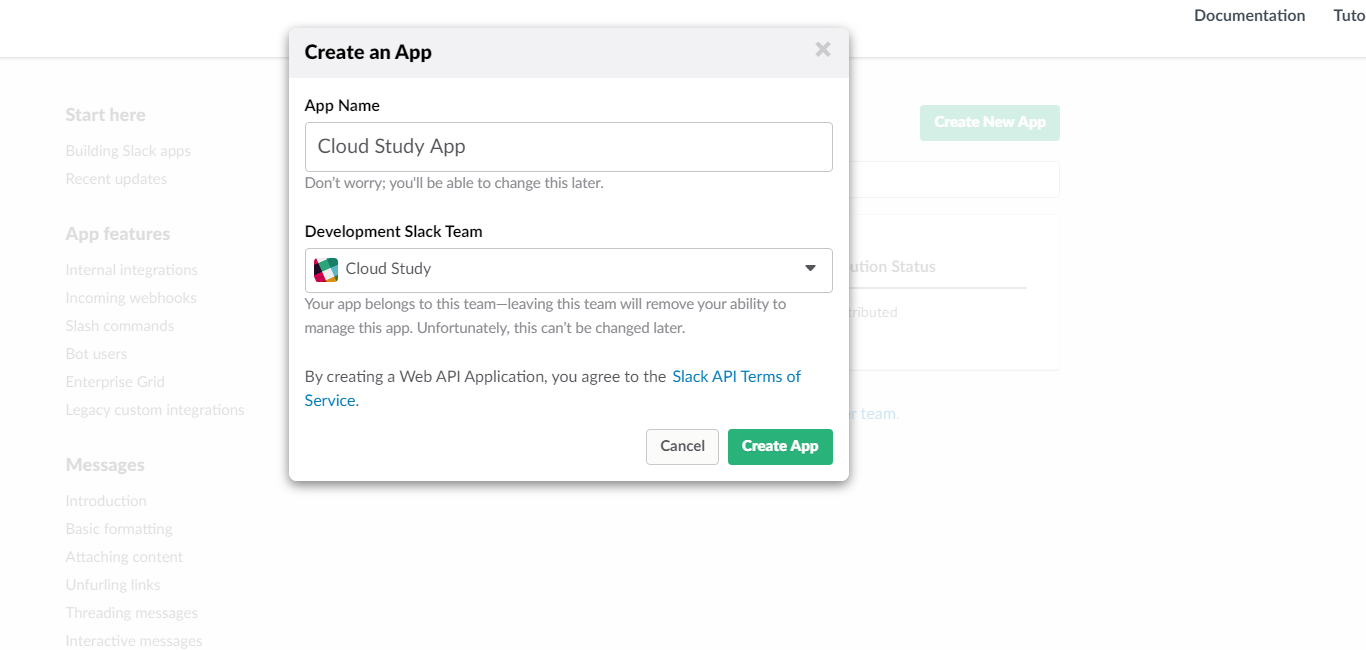 Documentation
Tuto
Create an App
App Name
Cloud Study App
Don't worry; you'll be able to change this later.
Development Slack Team
Cloud Study
Your app belongs to this team—leaving this team will remove your ability to
manage this app. Unfortunately, this can't be changed later.
By creating a Web API Application, you agree to the Slack API Terms of
Service.
Cancel
Create App
Start here
Building Slack apps
Recent updates
App features
Internal integrations
Incoming webhooks
Slash commands
Bot users
Enterprise Grid
Legacy custom integrations
Messages
Introduction
Basic formatting
Attaching content
Unfurling links
Threading messages
Interactive messages
Create New App
ution Status
tributed
r team.